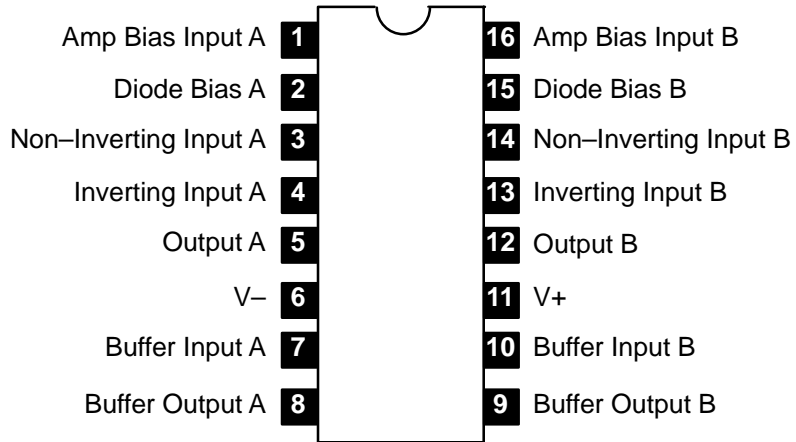 Amp Bias Input A 1 16 Amp Bias Input B
Diode Bias A 2 15 Diode Bias B
Non–Inverting Input A 3 14 Non–Inverting Input B
Inverting Input A 4 13 Inverting Input B
Output A 5 12 Output B
V– 6 11 V+
Buffer Input A 7 10 Buffer Input B
Buffer Output A 8 9 Buffer Output B